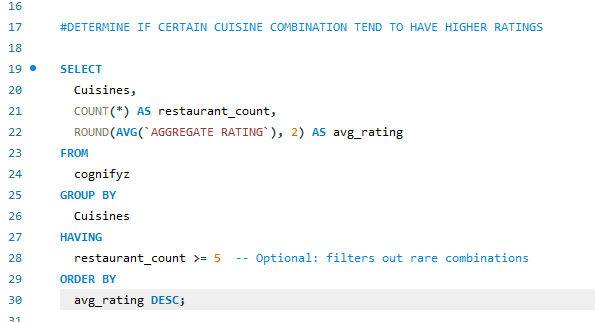 16
17 #DETERMINE IF CERTAIN CUISINE COMBINATION TEND TO HAVE HIGHER RATINGS
18
19 SELECT
20 Cuisines,
21 COUNT(*) AS restaurant_count,
22 ROUND(AVG(`AGGREGATE RATING`), 2) AS avg_rating
23 FROM
24 cognifyz
25 GROUP BY
26 Cuisines
27 HAVING
28 restaurant_count >= 5  -- Optional: filters out rare combinations
29 ORDER BY
30 avg_rating DESC;
31